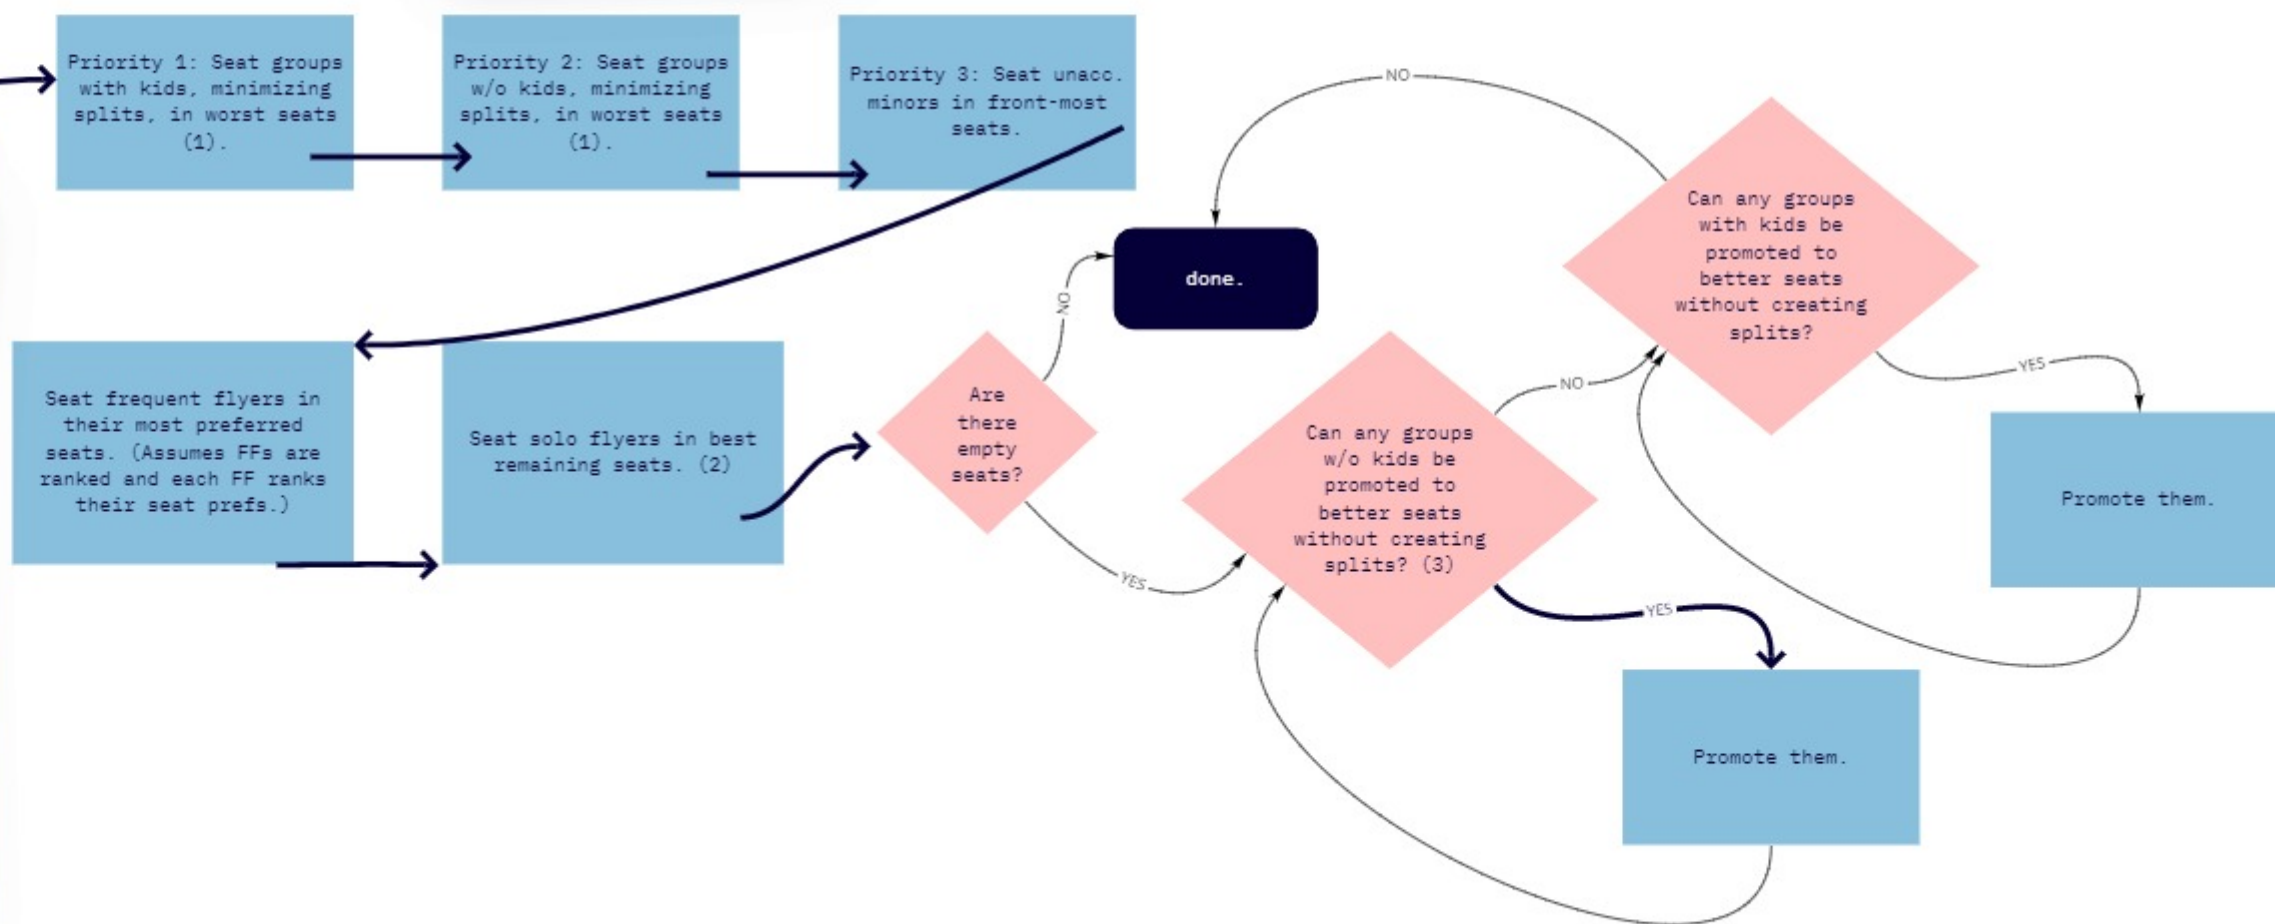 Priority 1: Seat groups
with kids, minimizing
splits, in worst seats
(1).
Priority 2: Seat groups
w/o kids, minimizing
splits, in worst seats
(1).
Priority 3: Seat unacc.
minors in front-most
seats.
NO
Can any groups
with kids be
promoted to
better seats
without creating
splits?
done.
NO
Seat frequent flyers in
their most preferred
seats. (Assumes FFs are
ranked and each FF ranks
their seat prefs.)
Seat solo flyers in best
remaining seats. (2)
Are
there
empty
seats?
YES
Can any groups
w/o kids be
promoted to
better seats
without creating
splits? (3)
NO
YES
Promote them.
YES
Promote them.